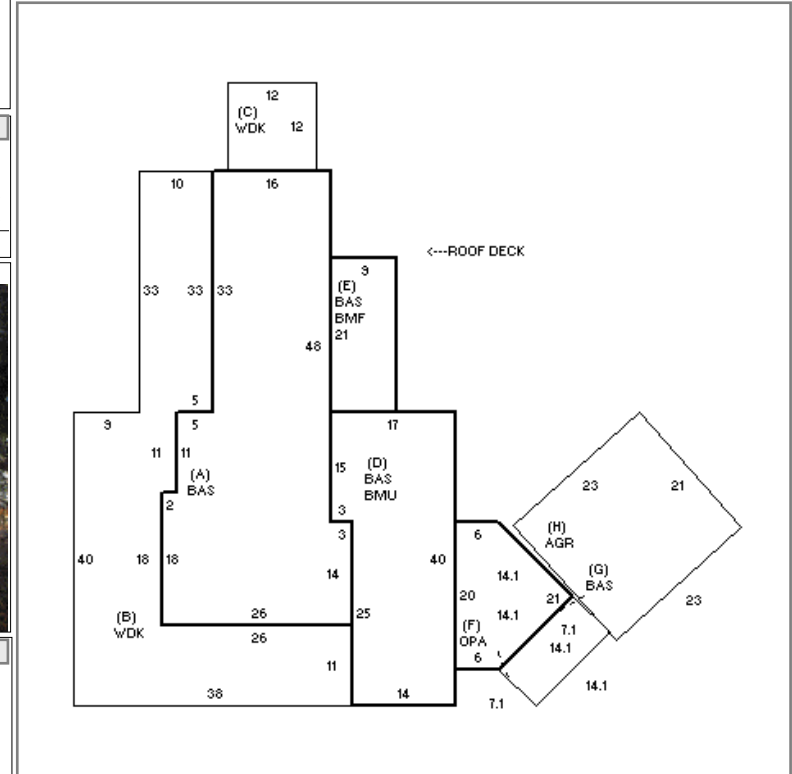 12
(C)
WDK
12
10
16
<---ROOF DECK
9
(E)
BAS
BMF
21
33
33
33
48
5
9
5
17
11
11
(A)
BAS
15
(D)
BAS
BMU
2
3
3
23
21
(H)
AGR
6
40
18
18
14
40
14.1
(G)
BAS
20
21
23
(B)
WDK
26
25
14.1
(F)
OPA
7.1
26
14.1
6
11
38
14
14.1
7.1